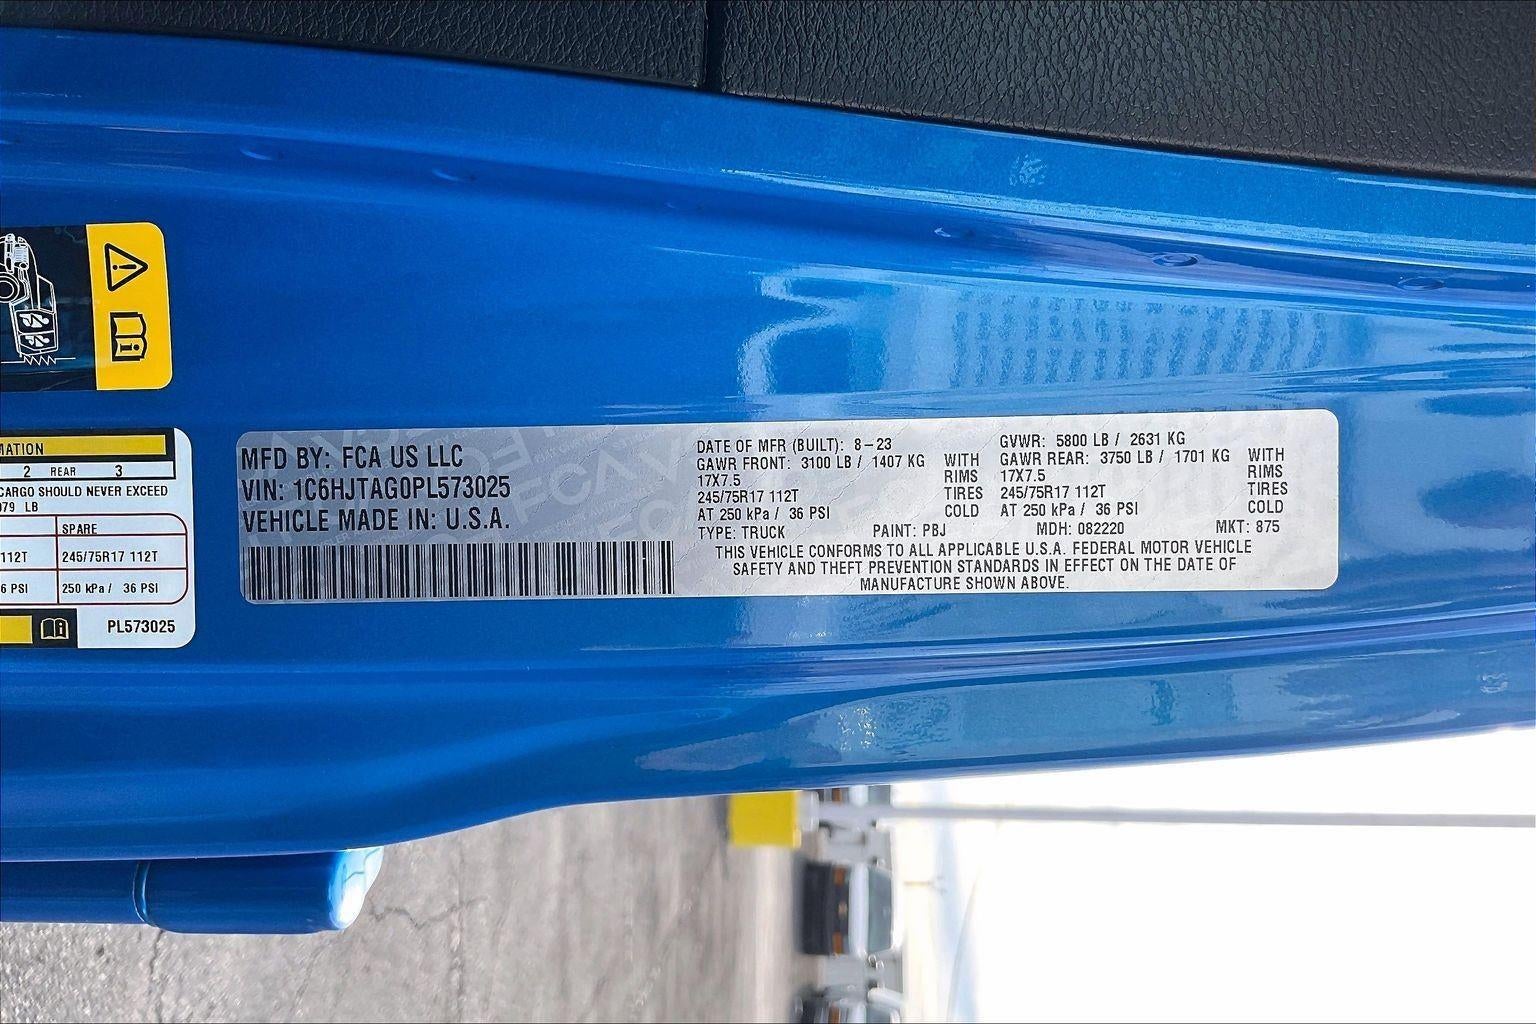 MATION
2 REAR 3
CARGO SHOULD NEVER EXCEED
079 LB
SPARE
112T 245/75R17 112T
6 PSI 250 kPa / 36 PSI
PL573025
MFD BY: FCA US LLC
VIN: 1C6HJTAG0PL573025
VEHICLE MADE IN: U.S.A.
DATE OF MFR (BUILT): 8-23 GVWR: 5800 LB / 2631 KG
GAWR FRONT: 3100 LB / 1407 KG WITH GAWR REAR: 3750 LB / 1701 KG WITH
17X7.5 RIMS 17X7.5 RIMS
245/75R17 112T TIRES 245/75R17 112T TIRES
AT 250 kPa / 36 PSI COLD AT 250 kPa / 36 PSI COLD
TYPE: TRUCK PAINT: PBJ MDH: 082220 MKT: 875
THIS VEHICLE CONFORMS TO ALL APPLICABLE U.S.A. FEDERAL MOTOR VEHICLE
SAFETY AND THEFT PREVENTION STANDARDS IN EFFECT ON THE DATE OF
MANUFACTURE SHOWN ABOVE.